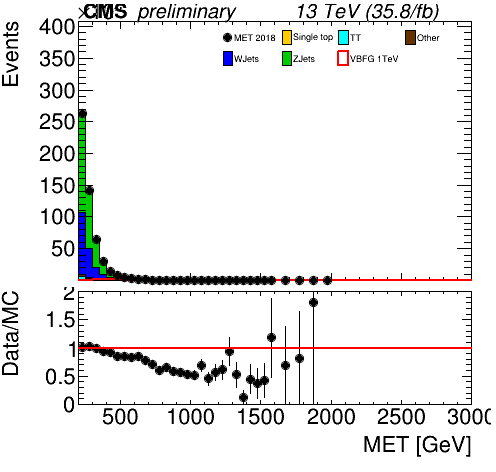 CMS preliminary 13 TeV (35.8/fb)
Events
MET 2018 Single top TT Other
WJets ZJets VBFG 1TeV
400
350
300
250
200
150
100
50
Data/MC
2
1.5
1
0.5
0
500 1000 1500 2000 2500 3000
MET [GeV]